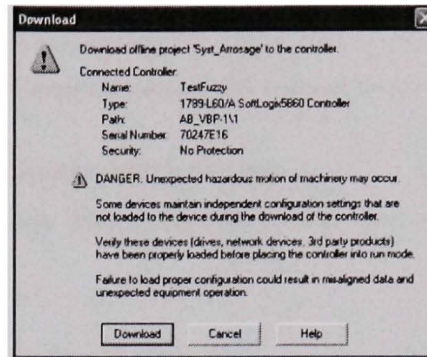 Download
Download offline project 'Syst_Arrosage' to the controller.
Connected Controller:
Name: TestFuzzy
Type: 1789-L60/A SoftLogix5860 Controller
Path: AB_VBP-1\1
Serial Number: 70247E16
Security: No Protection
DANGER. Unexpected hazardous motion of machinery may occur.
Some devices maintain independent configuration settings that are
not loaded to the device during the download of the controller.
Verify these devices (drives, network devices, 3rd party products)
have been properly loaded before placing the controller into run mode.
Failure to load proper configuration could result in misaligned data and
unexpected equipment operation.
Download Cancel Help